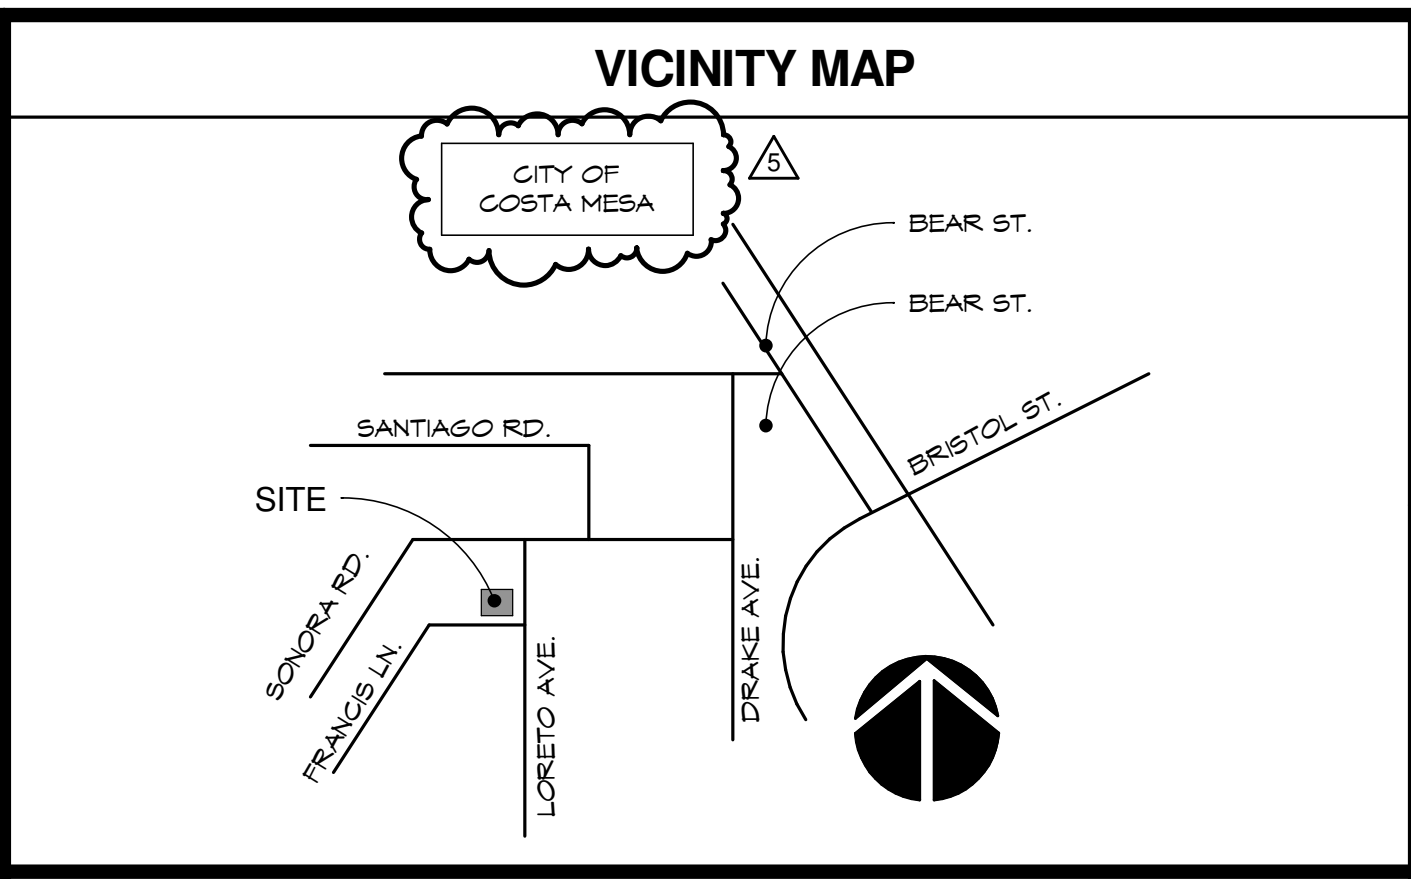 VICINITY MAP
CITY OF
COSTA MESA
5
BEAR ST.
BEAR ST.
BRISTOL ST.
SANTIAGO RD.
SITE
SONORA RD.
FRANCIS LN.
LORETO AVE.
DRAKE AVE.